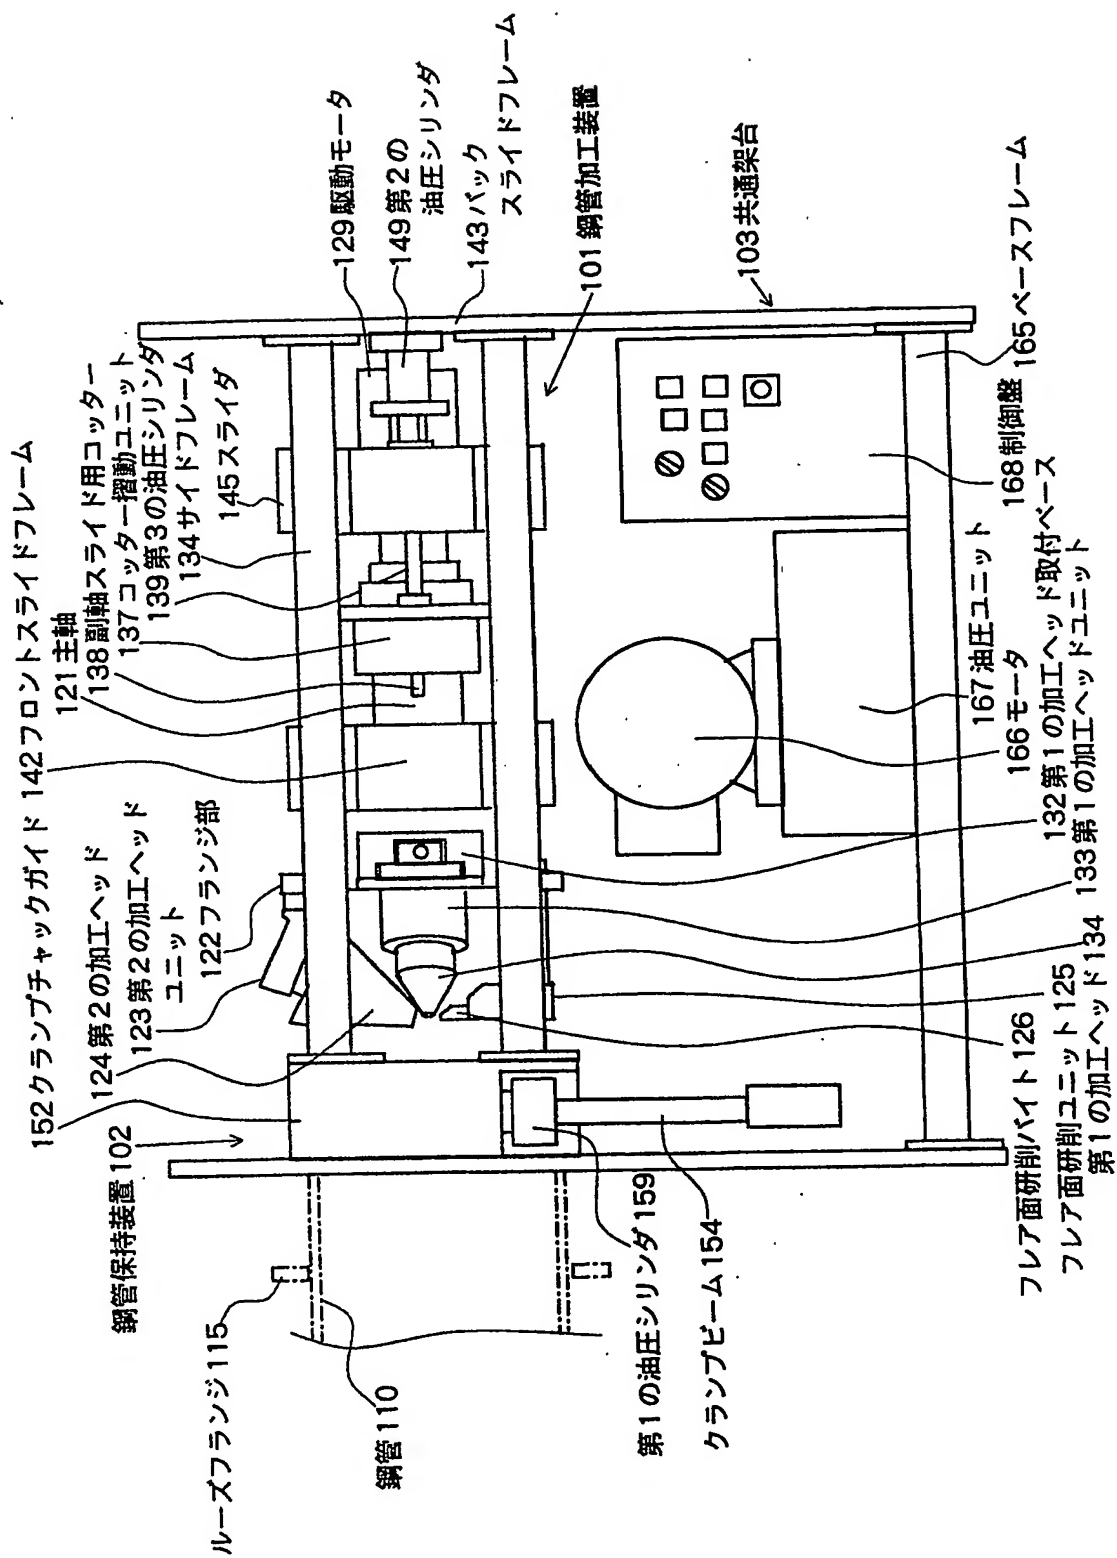 ルーズフランジ115
鋼管110
鋼管保持装置102
152クランプチャックガイド
124第2の加工ヘッド
123第2の加工ヘッド
ユニット
122フランジ部
142フロントスライドフレーム
121主軸
138副軸スライド用コッター
137コッター摺動ユニット
139第3の油圧シリンダ
134サイドフレーム
145スライダ
129駆動モータ
149第2の
油圧シリンダ
143バック
スライドフレーム
101鋼管加工装置
103共通架台
165ベースフレーム
168制御盤
167油圧ユニット
166モータ
132第1の加工ヘッド取付ベース
133第1の加工ヘッドユニット
第1の加工ヘッド134
フレア面研削ユニット125
フレア面研削バイト126
第1の油圧シリンダ159
クランプビーム154